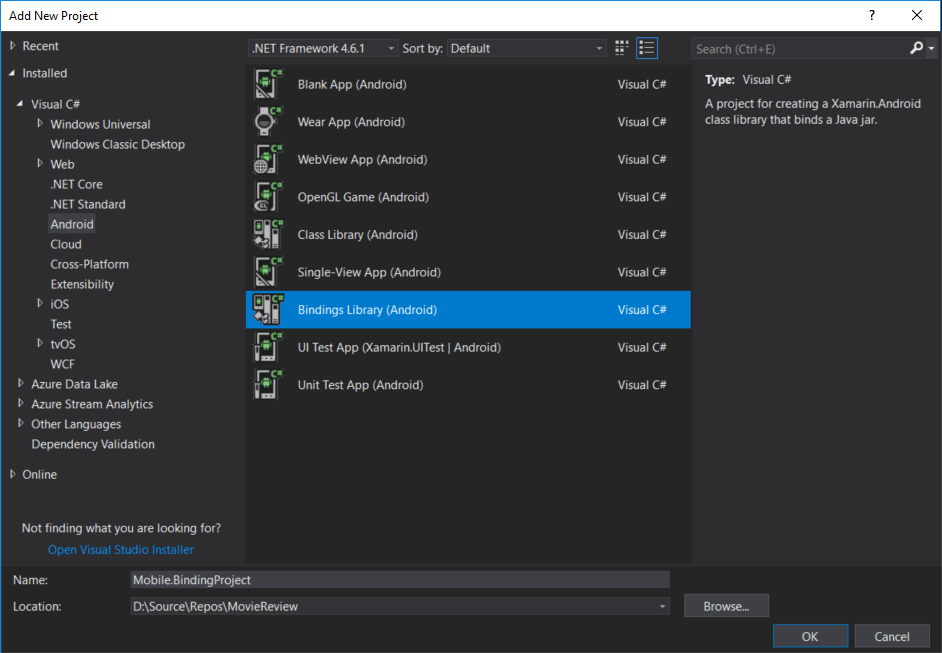 Add New Project
?
Recent
Installed
Visual C#
Windows Universal
Windows Classic Desktop
Web
.NET Core
.NET Standard
Android
Cloud
Cross-Platform
Extensibility
iOS
Test
tvOS
WCF
Azure Data Lake
Azure Stream Analytics
Other Languages
Dependency Validation
Online
Not finding what you are looking for?
Open Visual Studio Installer
.NET Framework 4.6.1 Sort by: Default
Blank App (Android) Visual C#
Wear App (Android) Visual C#
WebView App (Android) Visual C#
OpenGL Game (Android) Visual C#
Class Library (Android) Visual C#
Single-View App (Android) Visual C#
Bindings Library (Android) Visual C#
UI Test App (Xamarin.UITest | Android) Visual C#
Unit Test App (Android) Visual C#
Search (Ctrl+E)
Type: Visual C#
A project for creating a Xamarin.Android
class library that binds a Java jar.
Name: Mobile.BindingProject
Location: D:\Source\Repos\MovieReview
Browse...
OK Cancel